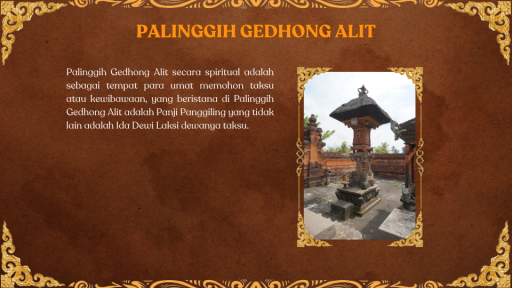 PALINGGIH GEDHONG ALIT
Palinggih Gedhong Alit secara spiritual adalah
sebagai tempat para umat memohon taksu
atau kewibawaan, yang beristana di Palinggih
Gedhong Alit adalah Panji Panggiling yang tidak
lain adalah Ida Dewi Laksi dewanya taksu.